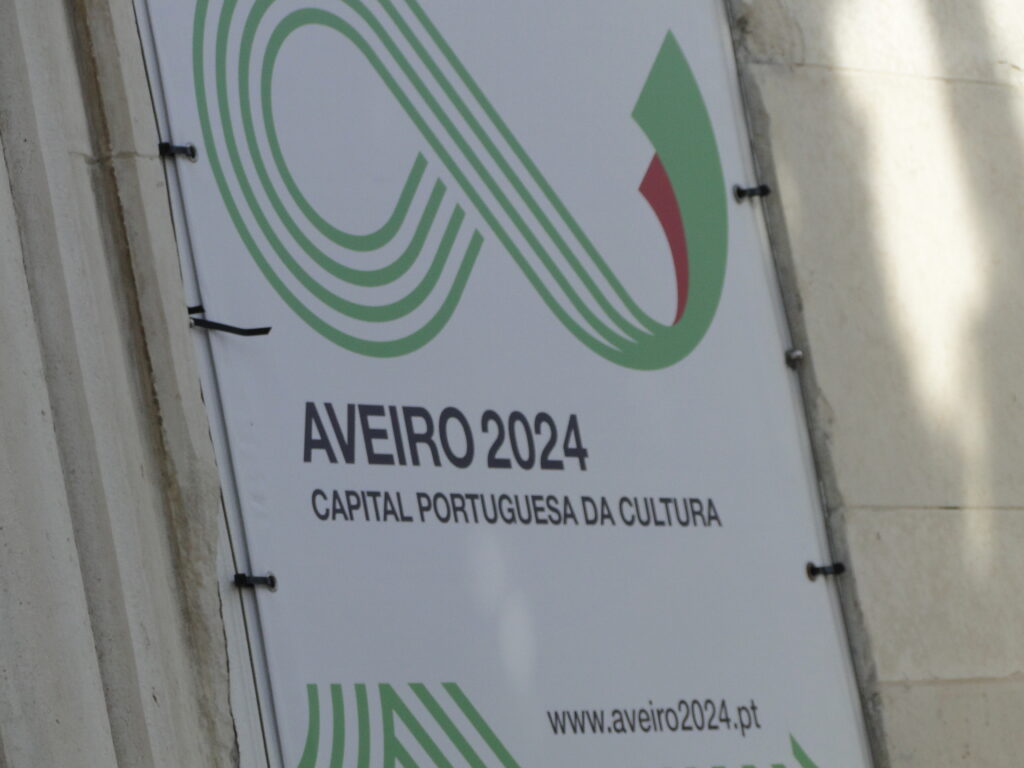 AVEIRO 2024
CAPITAL PORTUGUESA DA CULTURA
www.aveiro2024.pt